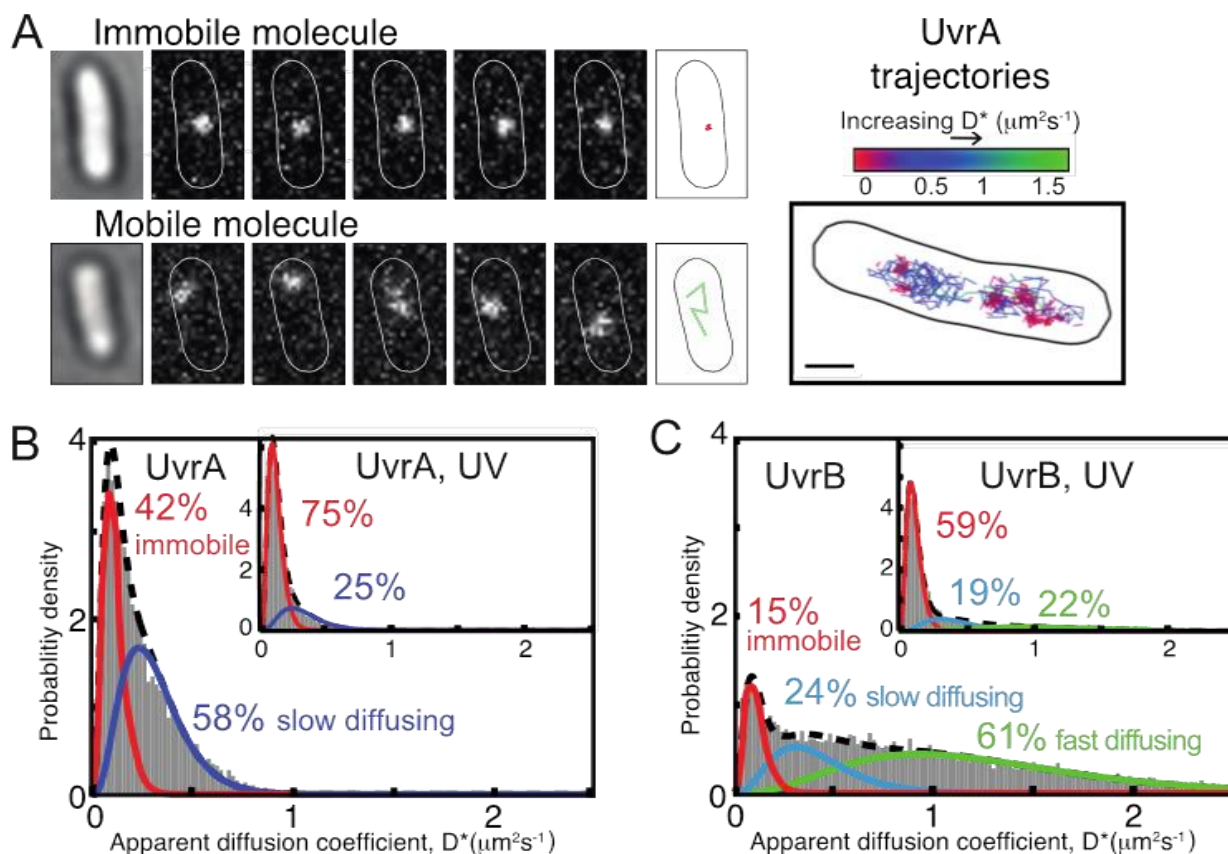 A
Immobile molecule
Mobile molecule
UvrA
trajectories
Increasing D* (μm²s⁻¹)
→
0 0.5 1 1.5
B
Probablitiy density
4
2
0
0 1 2
Apparent diffusion coefficient, D*(μm²s⁻¹)
UvrA
42%
immobile
58% slow diffusing
UvrA, UV
75%
25%
4
2
0
0 1 2
C
Probablitiy density
4
2
0
0 1 2
Apparent diffusion coefficient, D*(μm²s⁻¹)
UvrB
15%
immobile
24% slow diffusing
61% fast diffusing
UvrB, UV
59%
19%
22%
4
2
0
0 1 2